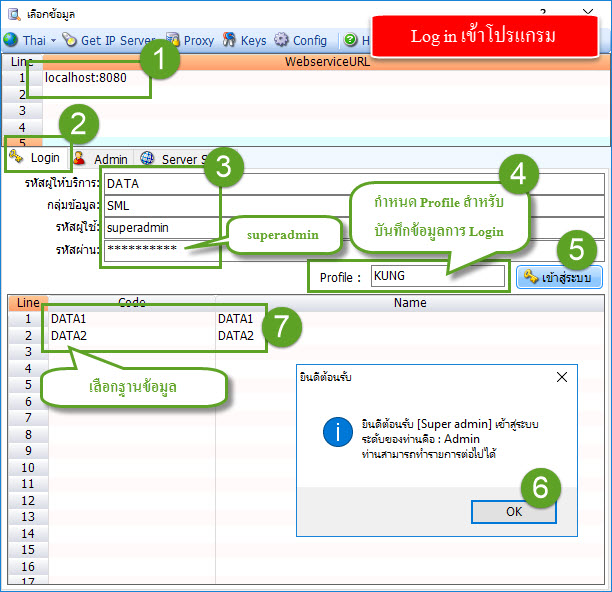 เลือกข้อมูล
?
Thai
Get IP Server
Proxy
Keys
Config
H
Log in เข้าโปรแกรม
Line
WebserviceURL
1
1 localhost:8080
2
3
4
5
2
Login
Admin
Server S
3
4
รหัสผู้ให้บริการ: DATA
กลุ่มข้อมูล: SML
รหัสผู้ใช้: superadmin
รหัสผ่าน: **********
superadmin
กำหนด Profile สำหรับ
บันทึกข้อมูลการ Login
5
Profile : KUNG
เข้าสู่ระบบ
Line Code Name
1 DATA1 DATA1
2 DATA2 DATA2
7
3
4
5
6
7
8
9
10
11
12
13
14
15
16
17
เลือกฐานข้อมูล
ยินดีต้อนรับ
i
ยินดีต้อนรับ [Super admin] เข้าสู่ระบบ
ระดับของท่านคือ : Admin
ท่านสามารถทำรายการต่อไปได้
6
OK